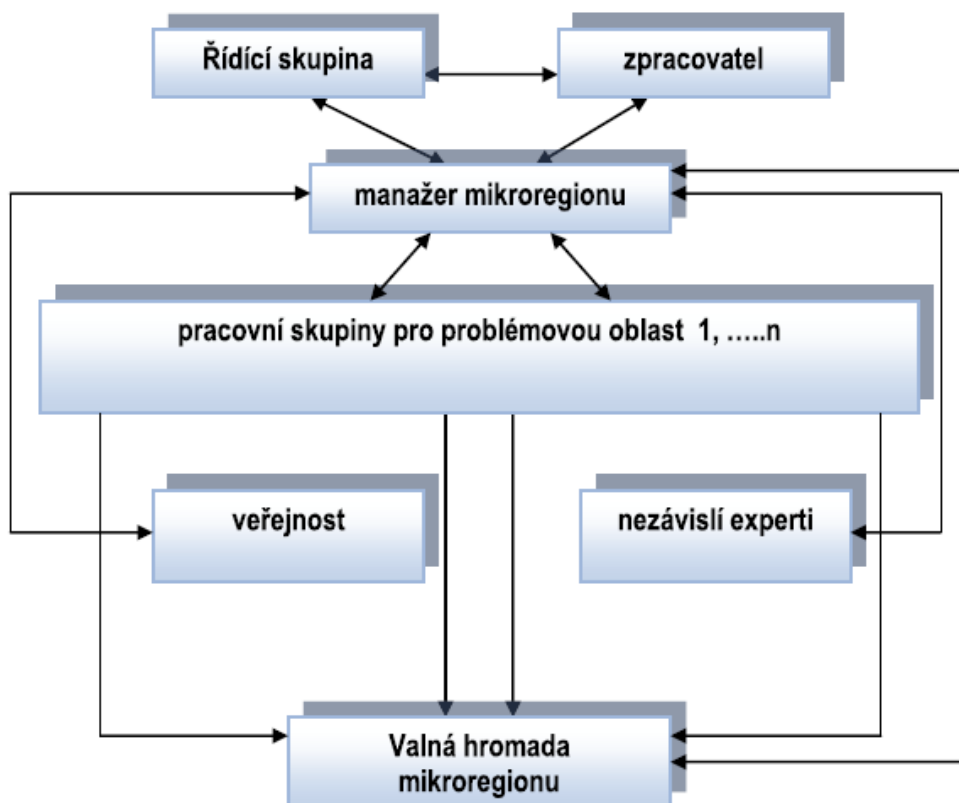 Řídící skupina
zpracovatel
manažer mikroregionu
pracovní skupiny pro problémovou oblast 1, …..n
veřejnost
nezávislí experti
Valná hromada
mikroregionu